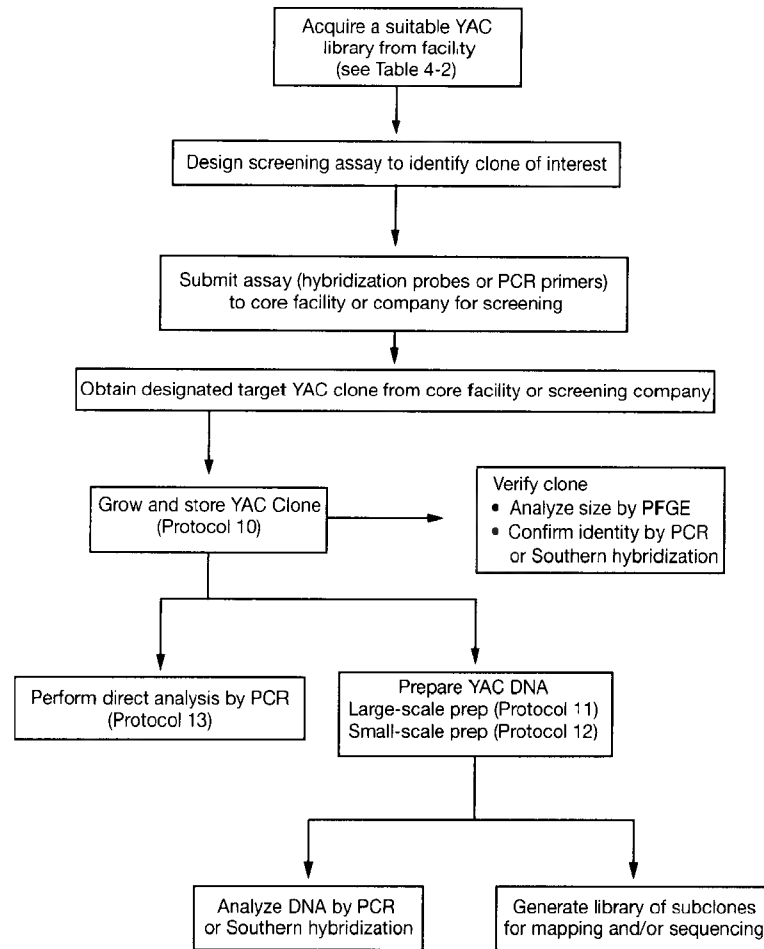 Acquire a suitable YAC
library from facility
(see Table 4-2)
Design screening assay to identify clone of interest
Submit assay (hybridization probes or PCR primers)
to core facility or company for screening
Obtain designated target YAC clone from core facility or screening company
Grow and store YAC Clone
(Protocol 10)
Verify clone
• Analyze size by PFGE
• Confirm identity by PCR
or Southern hybridization
Perform direct analysis by PCR
(Protocol 13)
Prepare YAC DNA
Large-scale prep (Protocol 11)
Small-scale prep (Protocol 12)
Analyze DNA by PCR
or Southern hybridization
Generate library of subclones
for mapping and/or sequencing